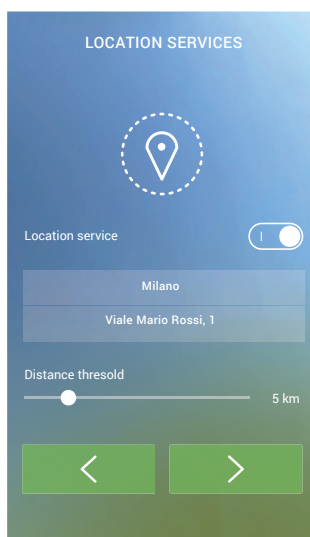 LOCATION SERVICES
Location service
Milano
Viale Mario Rossi, 1
Distance thresold
5 km